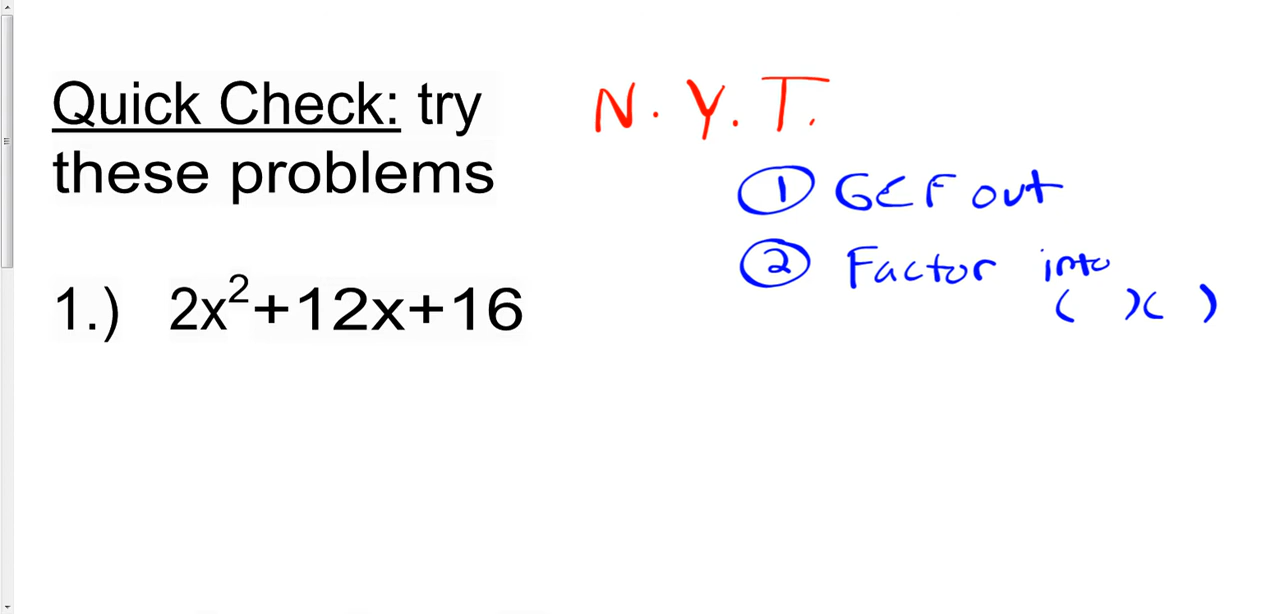 Quick Check: try
these problems
1.) 2x²+12x+16
N. Y. T.
① GCF out
② Factor into
( )( )